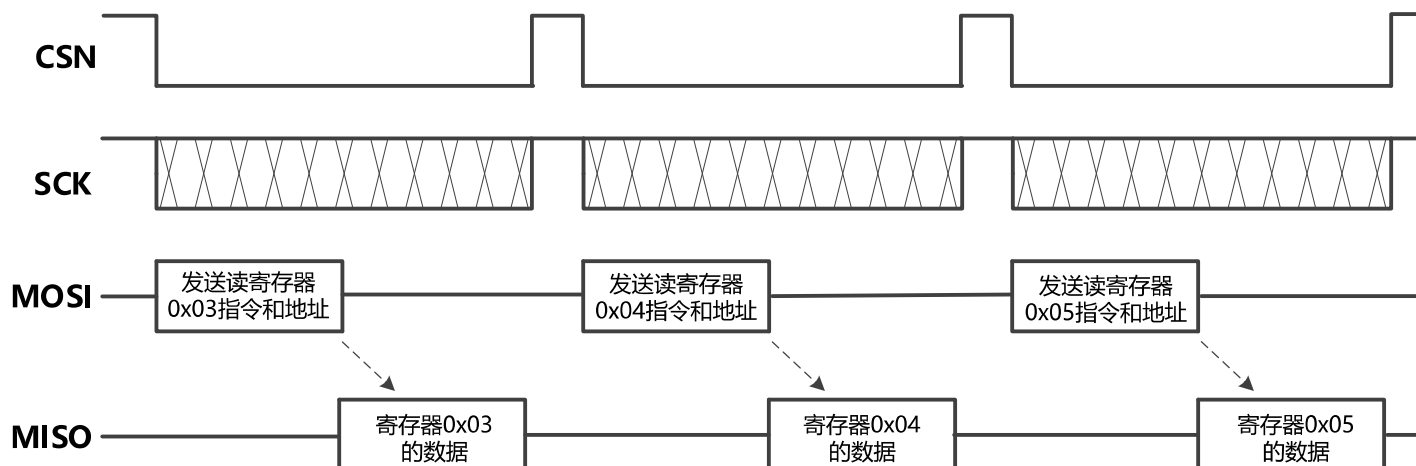 CSN
SCK
MOSI
发送读寄存器
0x03指令和地址
发送读寄存器
0x04指令和地址
发送读寄存器
0x05指令和地址
MISO
寄存器0x03
的数据
寄存器0x04
的数据
寄存器0x05
的数据